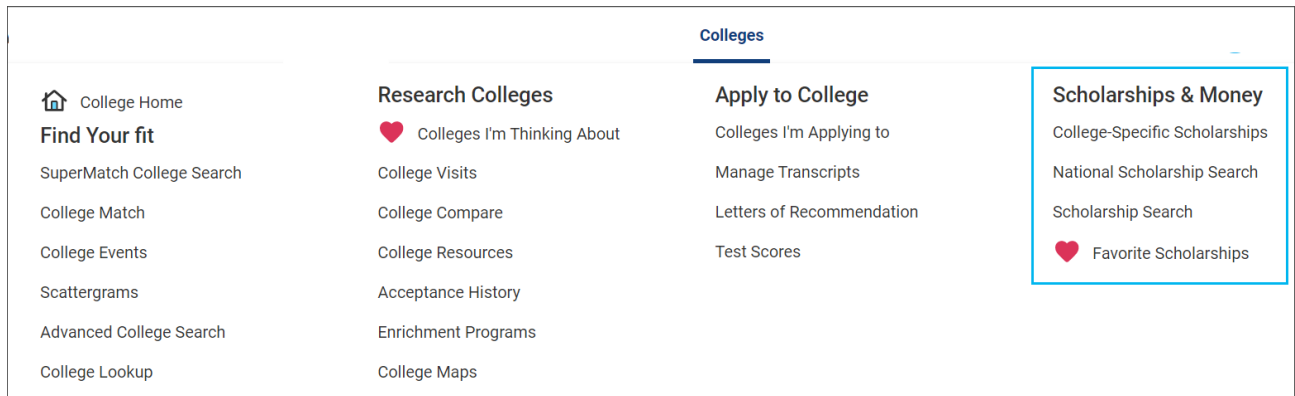 Colleges
College Home
Find Your fit
SuperMatch College Search
College Match
College Events
Scattergrams
Advanced College Search
College Lookup
Research Colleges
Colleges I'm Thinking About
College Visits
College Compare
College Resources
Acceptance History
Enrichment Programs
College Maps
Apply to College
Colleges I'm Applying to
Manage Transcripts
Letters of Recommendation
Test Scores
Scholarships & Money
College-Specific Scholarships
National Scholarship Search
Scholarship Search
Favorite Scholarships